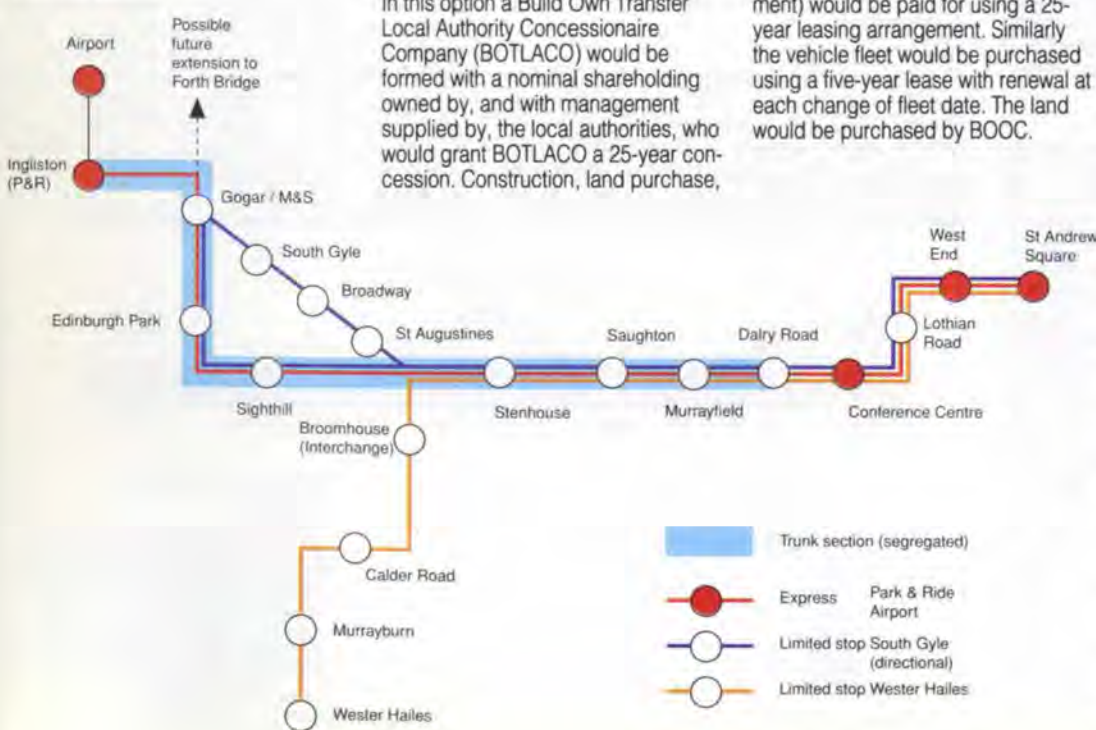 In this option a Build Own Transfer
Local Authority Concessionaire
Company (BOTLACO) would be
formed with a nominal shareholding
owned by, and with management
supplied by, the local authorities, who
would grant BOTLACO a 25-year con-
cession. Construction, land purchase,
ment) would be paid for using a 25-
year leasing arrangement. Similarly
the vehicle fleet would be purchased
using a five-year lease with renewal at
each change of fleet date. The land
would be purchased by BOOC.
Airport
Possible
future
extension to
Forth Bridge
Ingliston
(P&R)
Gogar / M&S
South Gyle
Broadway
St Augustines
Edinburgh Park
Sighthill
Broomhouse
(Interchange)
Calder Road
Murrayburn
Wester Hailes
Stenhouse
Saughton
Murrayfield
Dalry Road
Conference Centre
Lothian
Road
West
End
St Andrew
Square
Trunk section (segregated)
Express Park & Ride
Airport
Limited stop South Gyle
(directional)
Limited stop Wester Hailes